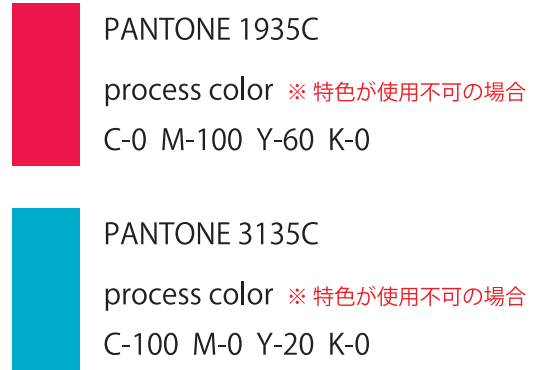 PANTONE 1935C
process color ※ 特色が使用不可の場合
C-0 M-100 Y-60 K-0
PANTONE 3135C
process color ※ 特色が使用不可の場合
C-100 M-0 Y-20 K-0